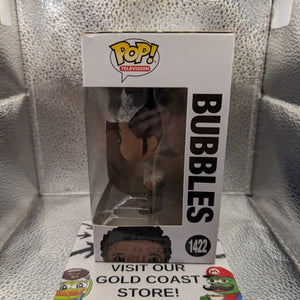 POP!
TELEVISION
BUBBLES
1422
VISIT OUR
GOLD COAST
STORE!